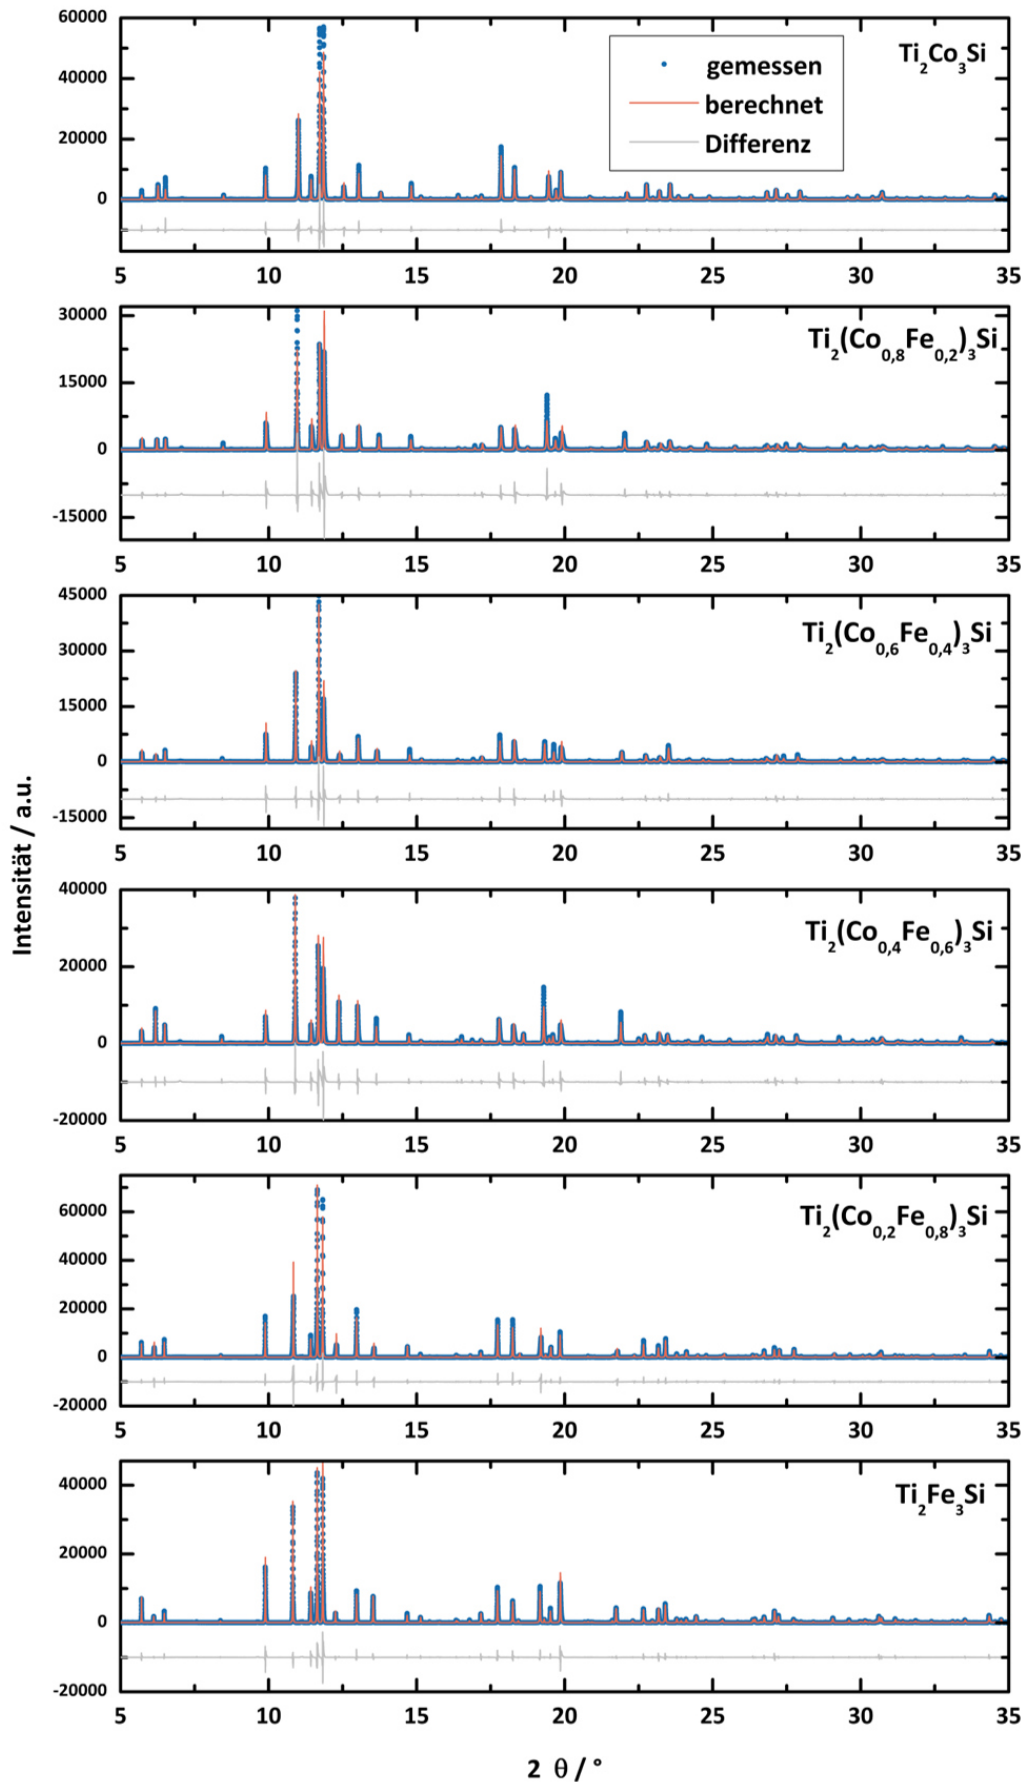 Intensität / a.u.
60000
40000
20000
0
Ti2Co3Si
gemessen
berechnet
Differenz
5 10 15 20 25 30 35
30000
15000
0
-15000
Ti2(Co0,8Fe0,2)3Si
5 10 15 20 25 30 35
45000
30000
15000
0
-15000
Ti2(Co0,6Fe0,4)3Si
5 10 15 20 25 30 35
40000
20000
0
-20000
Ti2(Co0,4Fe0,6)3Si
5 10 15 20 25 30 35
60000
40000
20000
0
-20000
Ti2(Co0,2Fe0,8)3Si
5 10 15 20 25 30 35
40000
20000
0
-20000
Ti2Fe3Si
5 10 15 20 25 30 35
2 θ / °